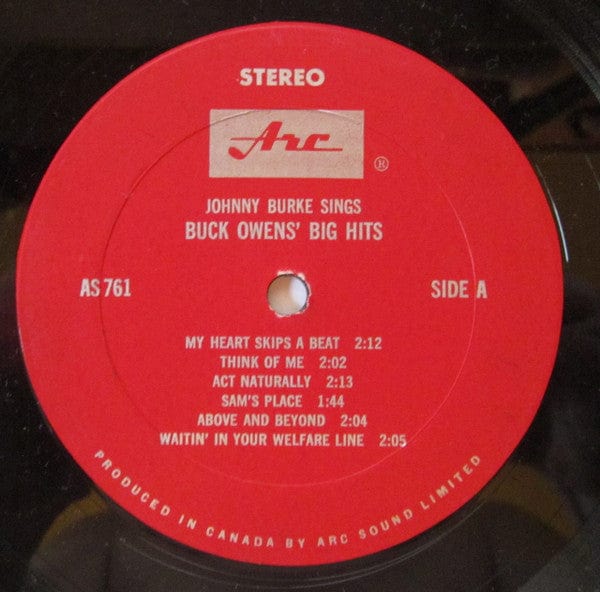 STEREO
Arc
®
JOHNNY BURKE SINGS
BUCK OWENS' BIG HITS
AS 761
SIDE A
MY HEART SKIPS A BEAT 2:12
THINK OF ME 2:02
ACT NATURALLY 2:13
SAM'S PLACE 1:44
ABOVE AND BEYOND 2:04
WAITIN' IN YOUR WELFARE LINE 2:05
PRODUCED IN CANADA BY ARC SOUND LIMITED